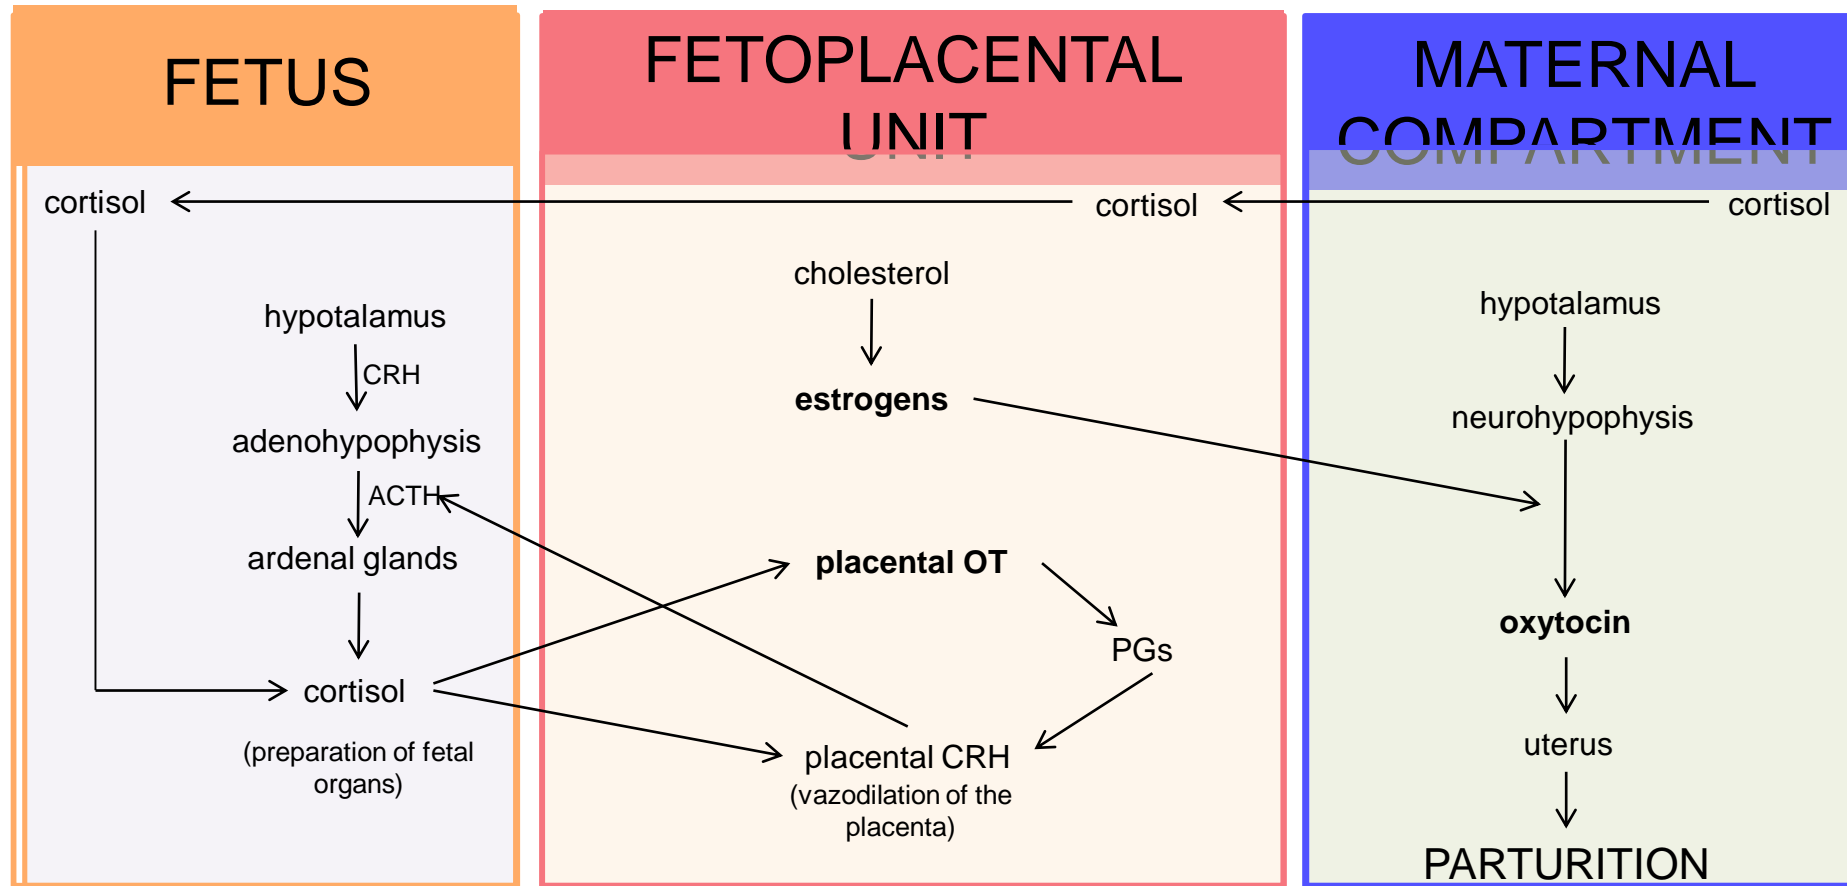 FETUS
cortisol
hypotalamus
CRH
adenohypophysis
ACTH
ardenal glands
cortisol
(preparation of fetal
organs)
FETOPLACENTAL
UNIT
cortisol
cholesterol
estrogens
placental OT
PGs
placental CRH
(vazodilation of the
placenta)
MATERNAL
COMPARTMENT
cortisol
hypotalamus
neurohypophysis
oxytocin
uterus
PARTURITION